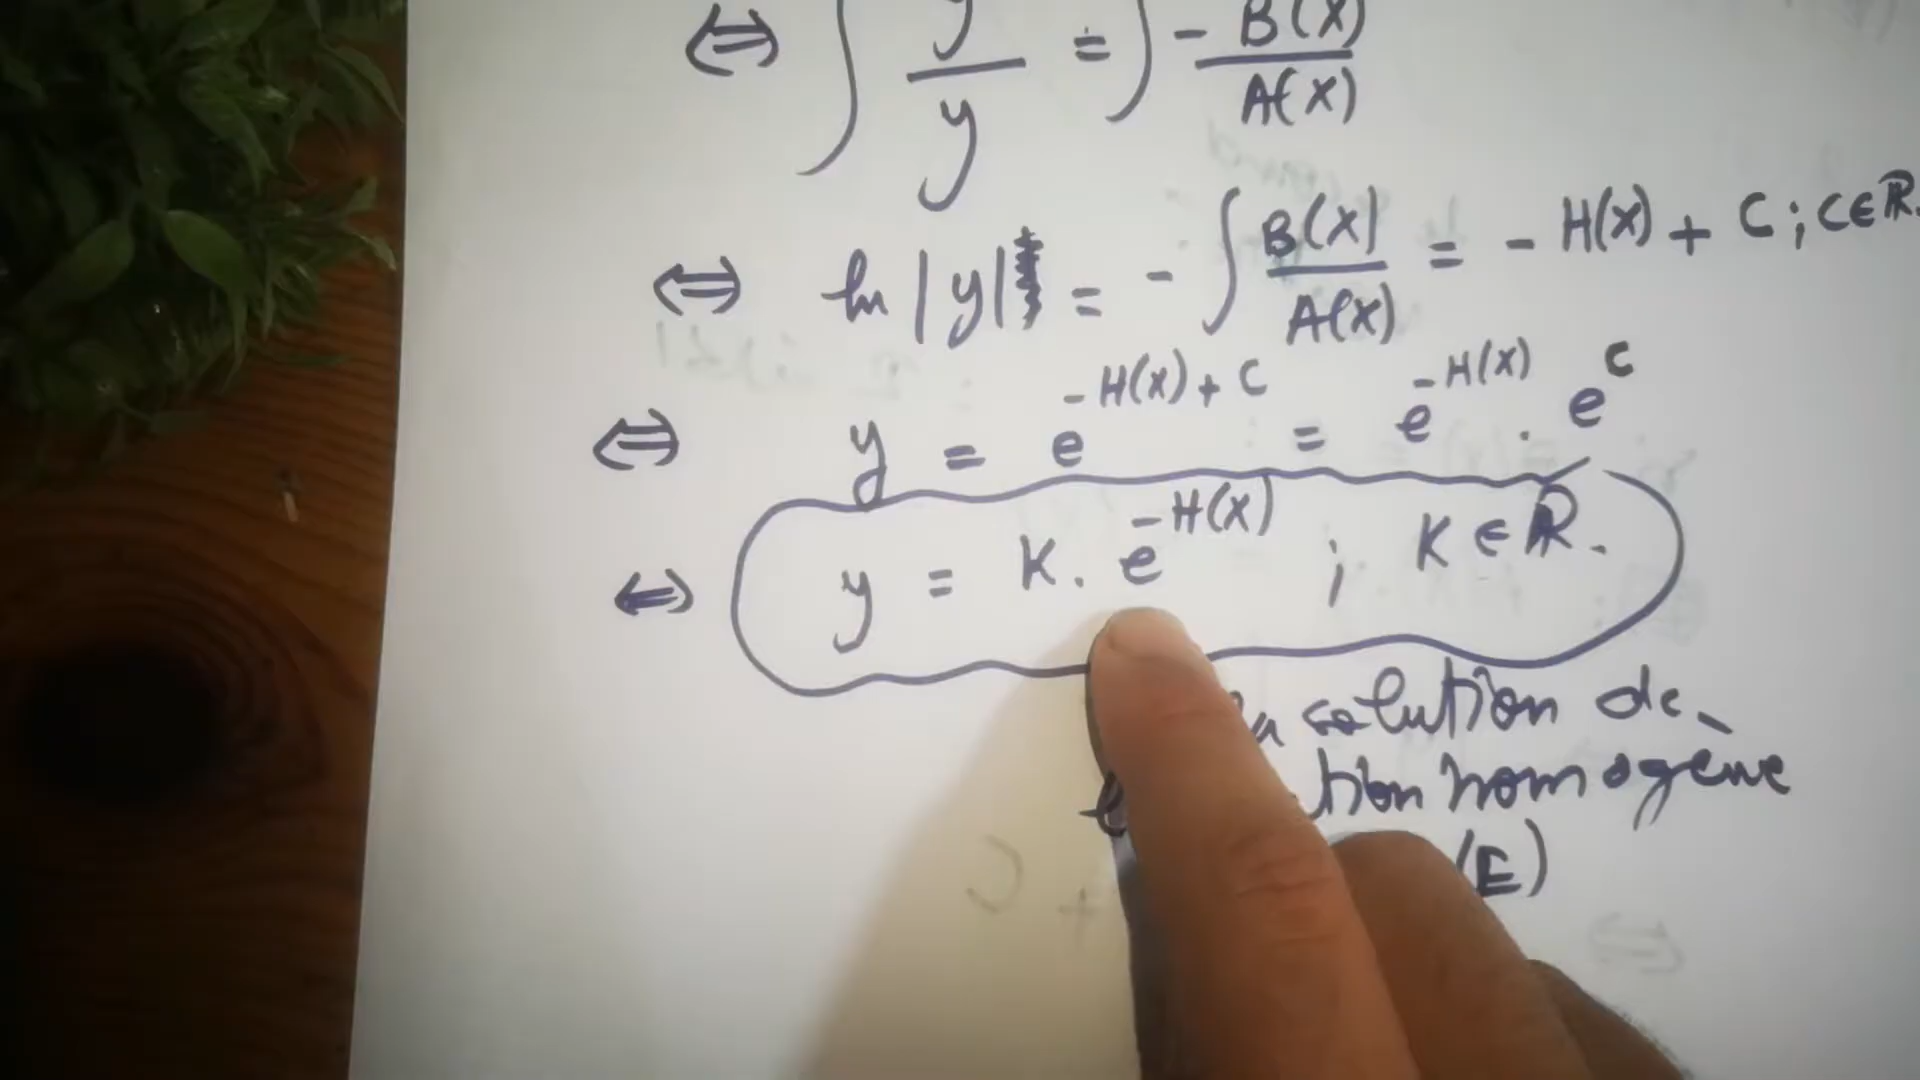 ⇔ ∫ y / y = ∫ - B(x) / A(x)
⇔ ln |y| = - ∫ B(x) / A(x) = - H(x) + C ; C ∈ ℝ.
⇔ y = e^{-H(x) + C} = e^{-H(x)} . e^C
⇔ y = K . e^{-H(x)} ; K ∈ ℝ.
solution de
homogène
(E)